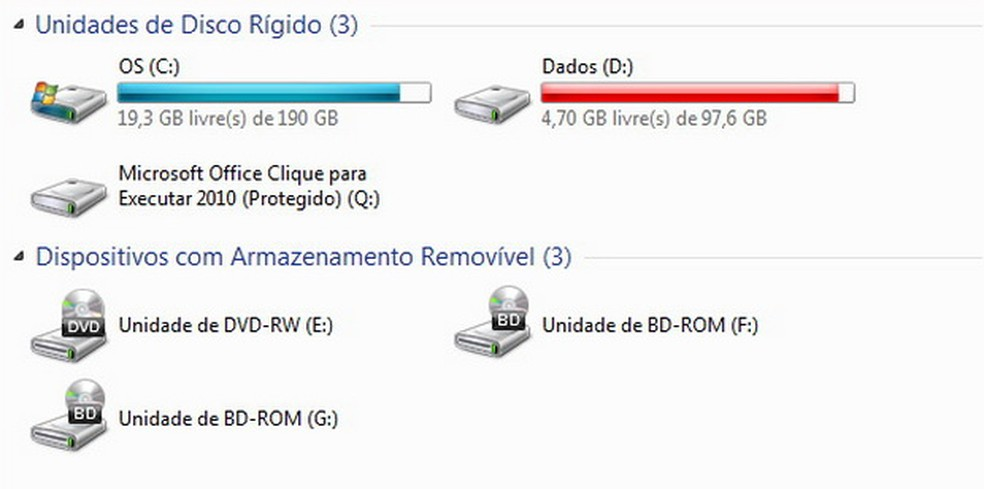 Unidades de Disco Rígido (3)
OS (C:)
19,3 GB livre(s) de 190 GB
Dados (D:)
4,70 GB livre(s) de 97,6 GB
Microsoft Office Clique para
Executar 2010 (Protegido) (Q:)
Dispositivos com Armazenamento Removível (3)
DVD
Unidade de DVD-RW (E:)
BD
Unidade de BD-ROM (F:)
BD
Unidade de BD-ROM (G:)